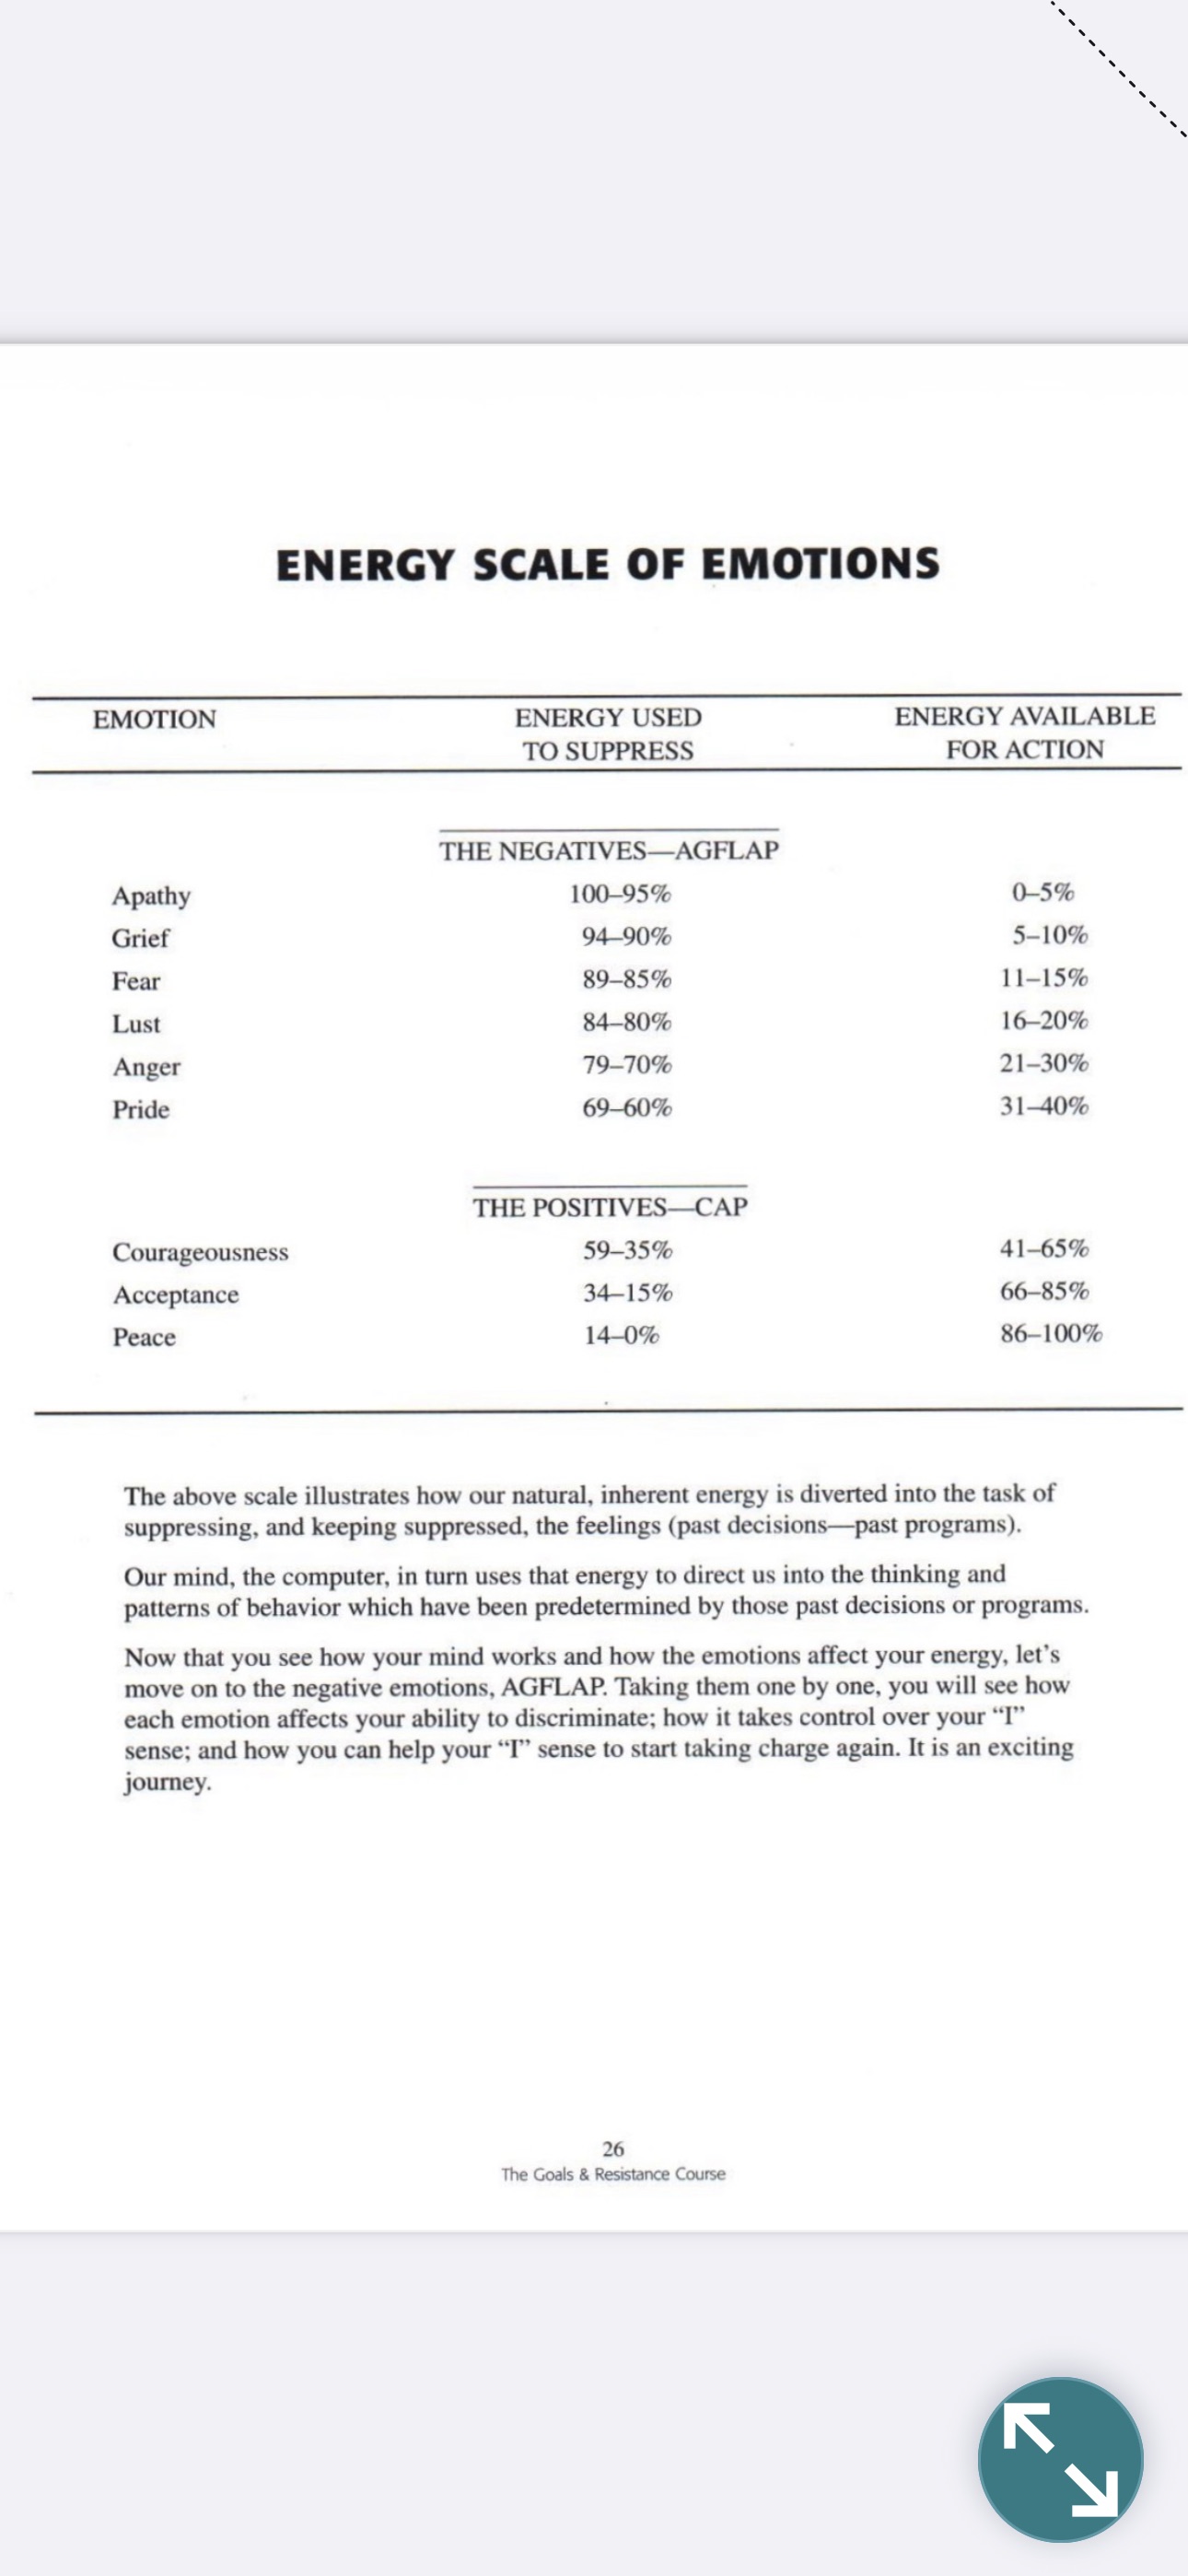 ENERGY SCALE OF EMOTIONS
EMOTION ENERGY USED TO SUPPRESS ENERGY AVAILABLE FOR ACTION
THE NEGATIVES—AGFLAP
Apathy 100–95% 0–5%
Grief 94–90% 5–10%
Fear 89–85% 11–15%
Lust 84–80% 16–20%
Anger 79–70% 21–30%
Pride 69–60% 31–40%
THE POSITIVES—CAP
Courageousness 59–35% 41–65%
Acceptance 34–15% 66–85%
Peace 14–0% 86–100%
The above scale illustrates how our natural, inherent energy is diverted into the task of
suppressing, and keeping suppressed, the feelings (past decisions—past programs).
Our mind, the computer, in turn uses that energy to direct us into the thinking and
patterns of behavior which have been predetermined by those past decisions or programs.
Now that you see how your mind works and how the emotions affect your energy, let's
move on to the negative emotions, AGFLAP. Taking them one by one, you will see how
each emotion affects your ability to discriminate; how it takes control over your “I”
sense; and how you can help your “I” sense to start taking charge again. It is an exciting
journey.
26
The Goals & Resistance Course